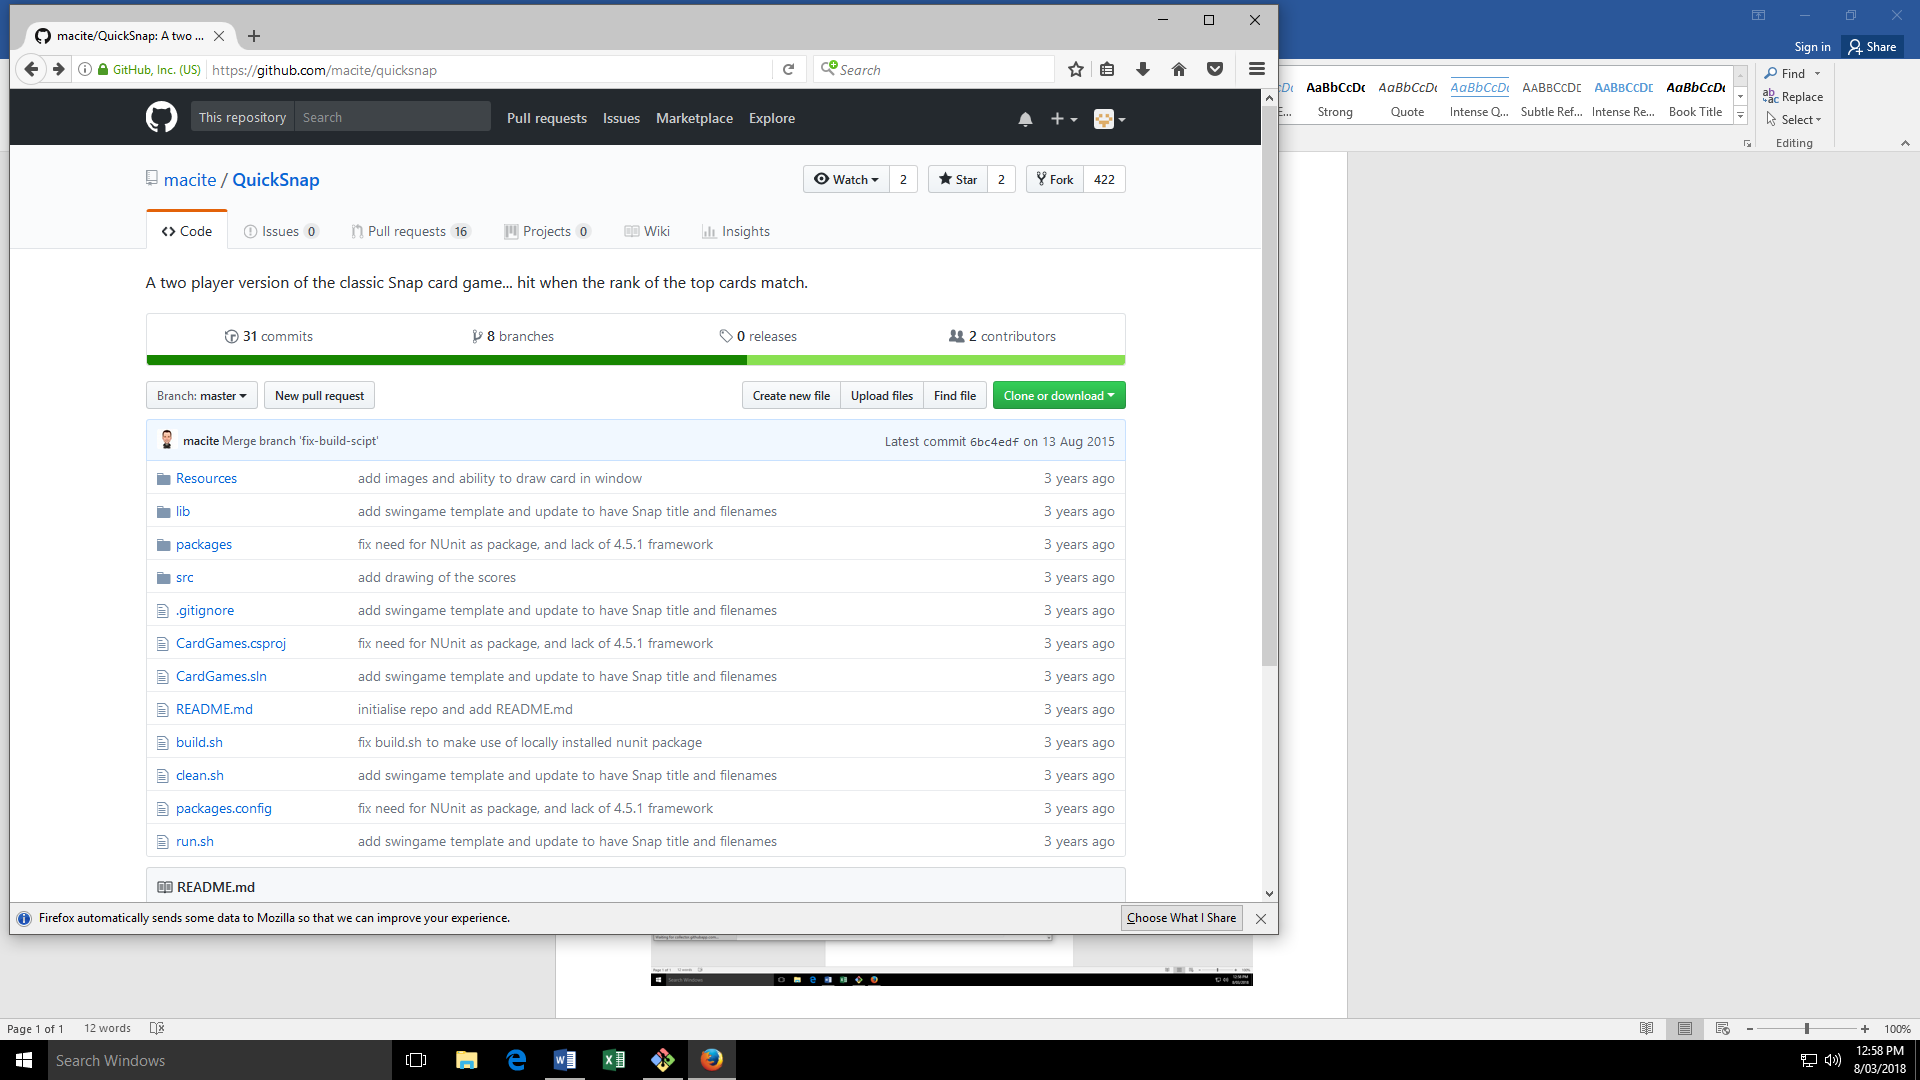 macite/QuickSnap: A two ...
GitHub, Inc. (US) https://github.com/macite/quicksnap
Search
This repository Search Pull requests Issues Marketplace Explore
macite / QuickSnap
Watch 2 Star 2 Fork 422
Code Issues 0 Pull requests 16 Projects 0 Wiki Insights
A two player version of the classic Snap card game... hit when the rank of the top cards match.
31 commits 8 branches 0 releases 2 contributors
Branch: master New pull request Create new file Upload files Find file Clone or download
macite Merge branch 'fix-build-scipt' Latest commit 6bc4edf on 13 Aug 2015
Resources add images and ability to draw card in window 3 years ago
lib add swingame template and update to have Snap title and filenames 3 years ago
packages fix need for NUnit as package, and lack of 4.5.1 framework 3 years ago
src add drawing of the scores 3 years ago
.gitignore add swingame template and update to have Snap title and filenames 3 years ago
CardGames.csproj fix need for NUnit as package, and lack of 4.5.1 framework 3 years ago
CardGames.sln add swingame template and update to have Snap title and filenames 3 years ago
README.md initialise repo and add README.md 3 years ago
build.sh fix build.sh to make use of locally installed nunit package 3 years ago
clean.sh add swingame template and update to have Snap title and filenames 3 years ago
packages.config fix need for NUnit as package, and lack of 4.5.1 framework 3 years ago
run.sh add swingame template and update to have Snap title and filenames 3 years ago
README.md
Firefox automatically sends some data to Mozilla so that we can improve your experience. Choose What I Share
Sign in Share
AaBbCcDc AaBbCcDc AaBbCcDc AABBCCDE AABBCCDE AaBbCcDc
E... Strong Quote Intense Q... Subtle Ref... Intense Re... Book Title
Find
Replace
Select
Editing
Page 1 of 1 12 words 100%
Search Windows
12:58 PM
8/03/2018